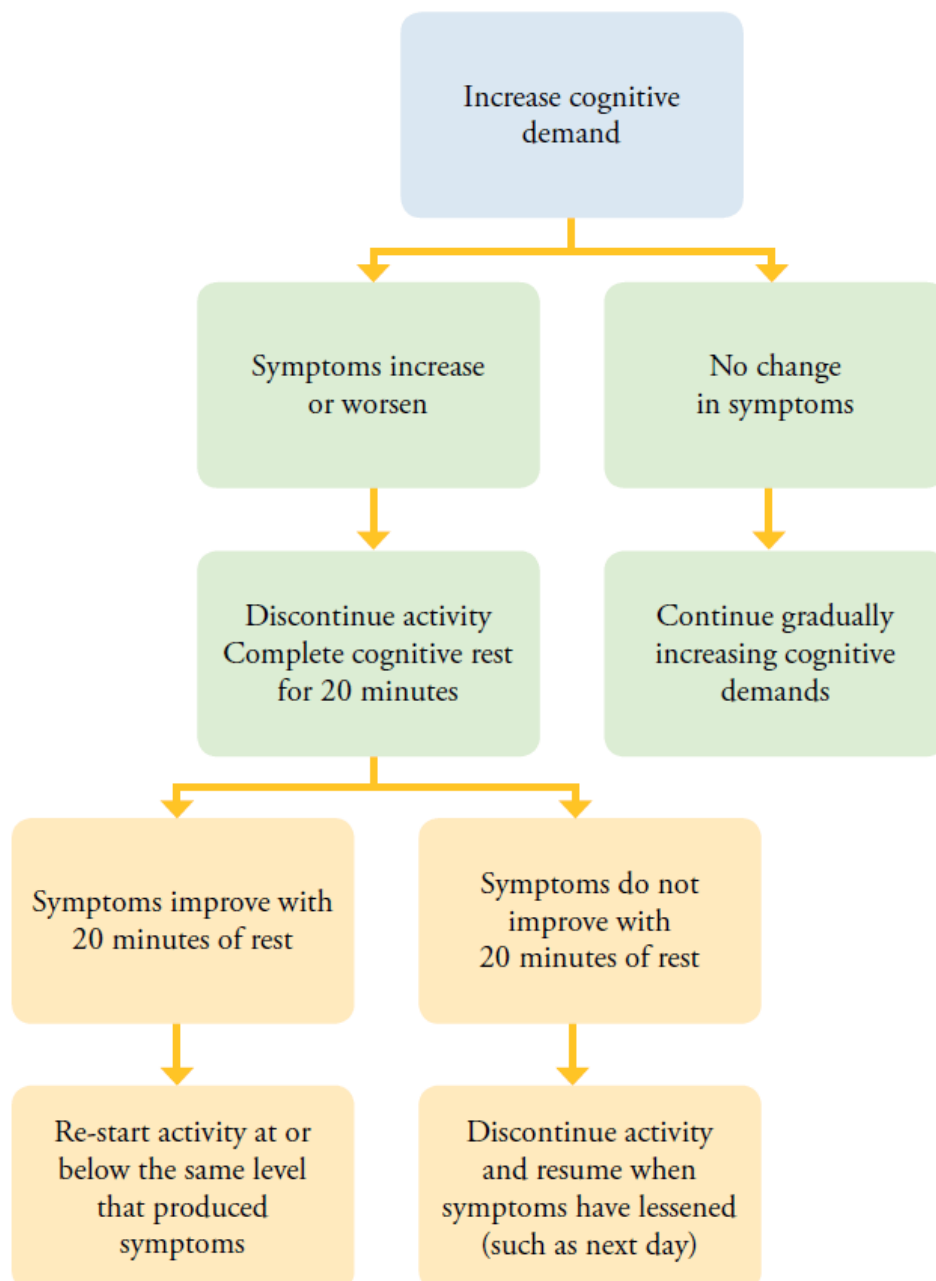 Increase cognitive
demand
Symptoms increase
or worsen
No change
in symptoms
Discontinue activity
Complete cognitive rest
for 20 minutes
Continue gradually
increasing cognitive
demands
Symptoms improve with
20 minutes of rest
Symptoms do not
improve with
20 minutes of rest
Re-start activity at or
below the same level
that produced
symptoms
Discontinue activity
and resume when
symptoms have lessened
(such as next day)